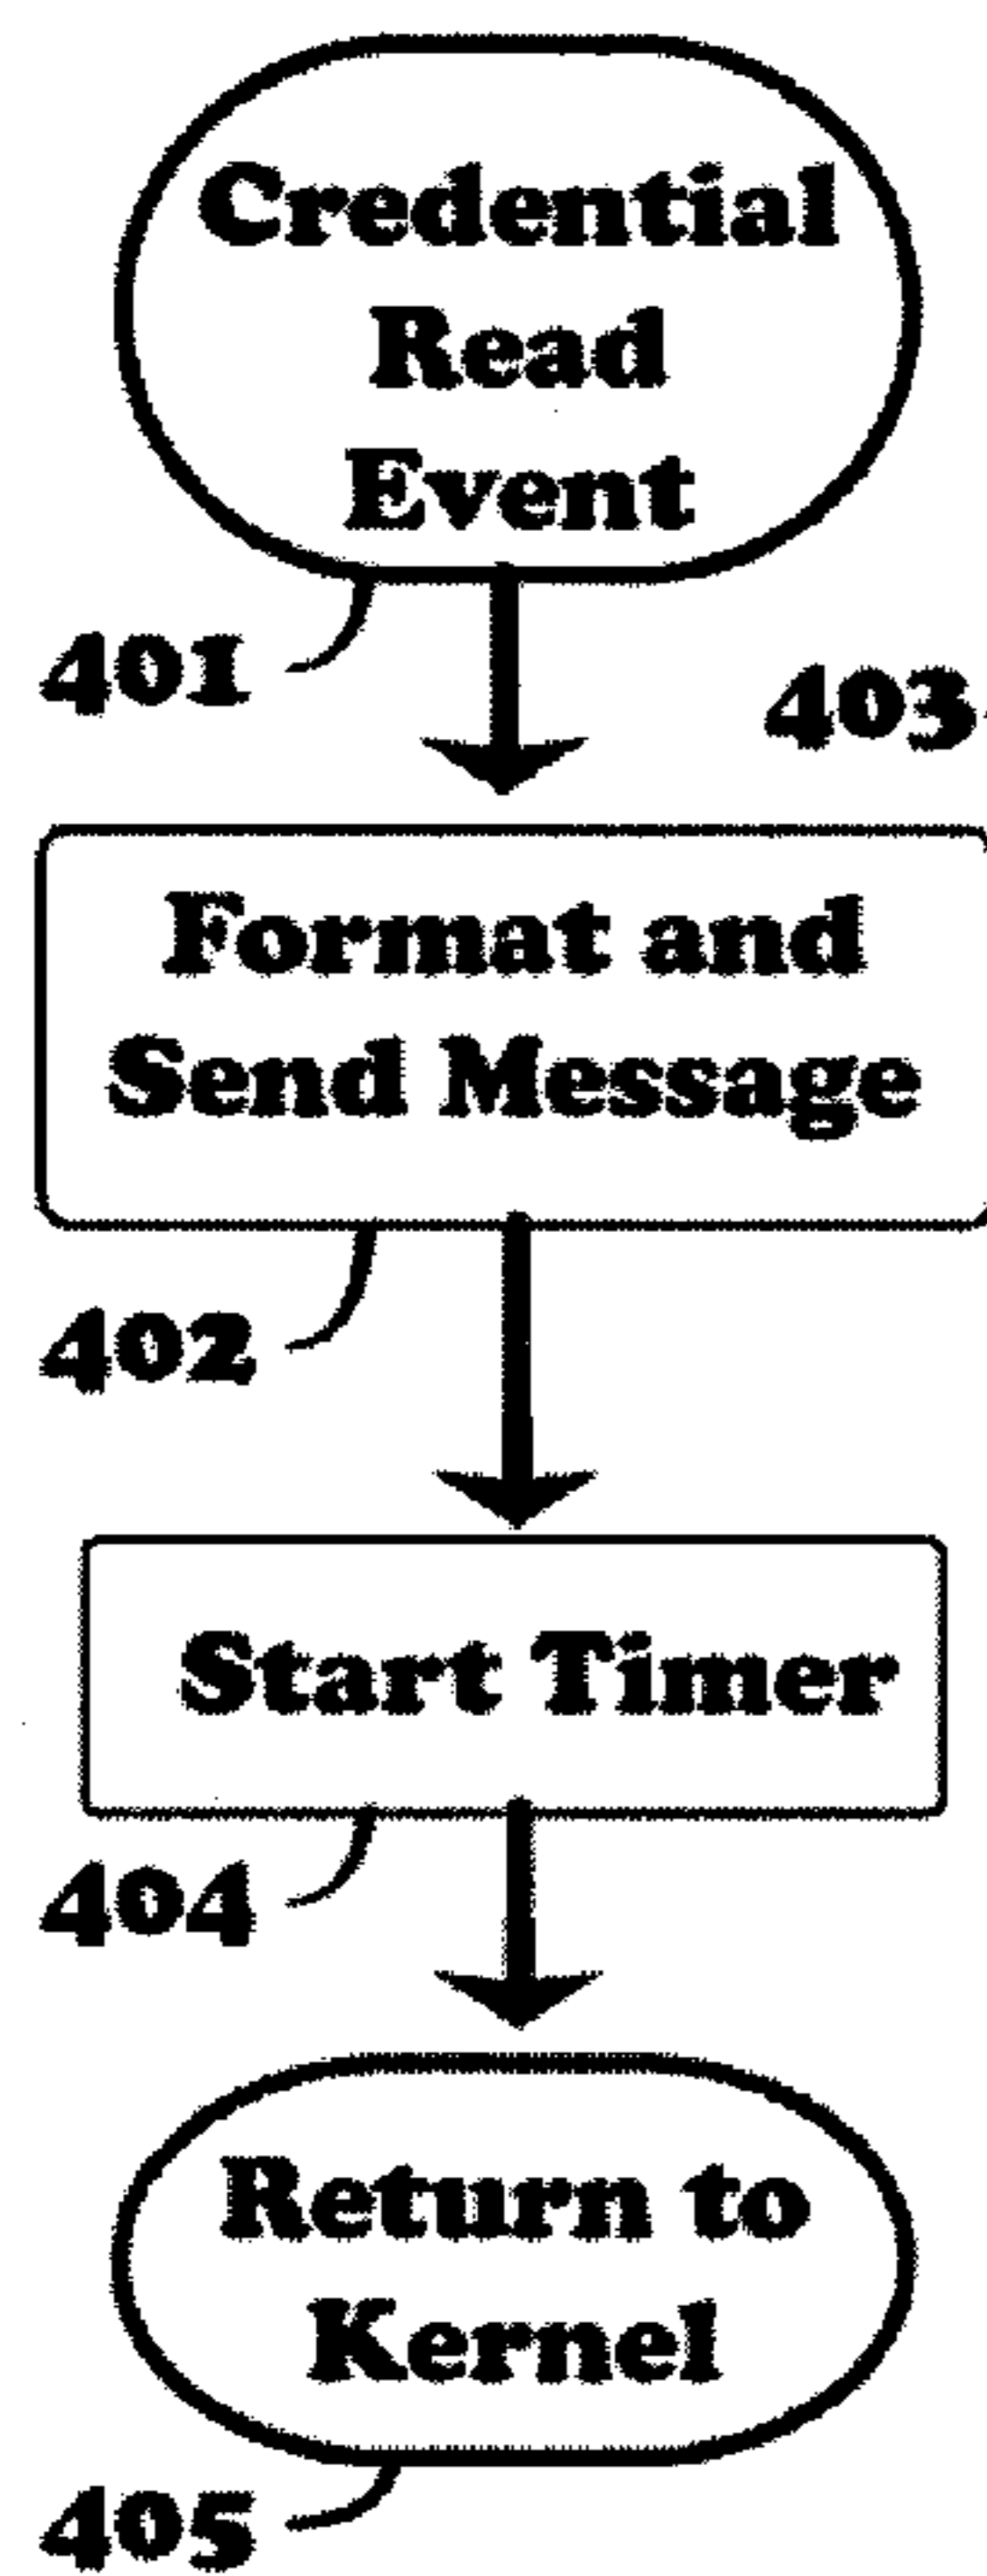 Credential
Read
Event
401
403
Format and
Send Message
402
Start Timer
404
Return to
Kernel
405